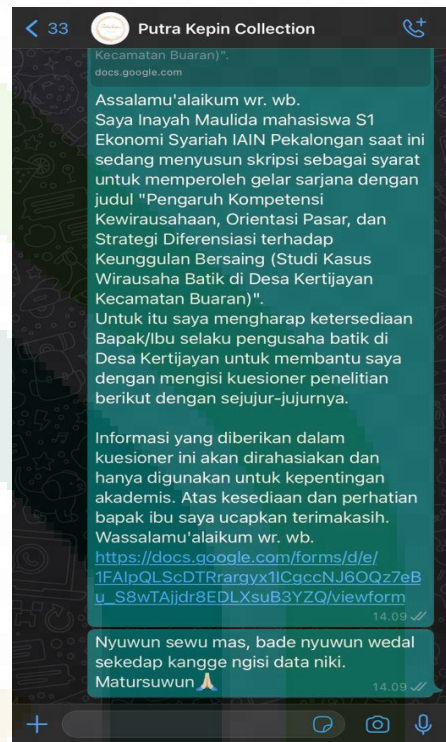 33
Putra Kepin Collection
Kecamatan Buaran)".
docs.google.com
Assalamu'alaikum wr. wb.
Saya Inayah Maulida mahasiswa S1
Ekonomi Syariah IAIN Pekalongan saat ini
sedang menyusun skripsi sebagai syarat
untuk memperoleh gelar sarjana dengan
judul "Pengaruh Kompetensi
Kewirausahaan, Orientasi Pasar, dan
Strategi Diferensiasi terhadap
Keunggulan Bersaing (Studi Kasus
Wirausaha Batik di Desa Kertijayan
Kecamatan Buaran)".
Untuk itu saya mengharap ketersediaan
Bapak/Ibu selaku pengusaha batik di
Desa Kertijayan untuk membantu saya
dengan mengisi kuesioner penelitian
berikut dengan sejujur-jujurnya.
Informasi yang diberikan dalam
kuesioner ini akan dirahasiakan dan
hanya digunakan untuk kepentingan
akademis. Atas kesediaan dan perhatian
bapak ibu saya ucapkan terimakasih.
Wassalamu'alaikum wr. wb.
https://docs.google.com/forms/d/e/
1FAIpQLScDTRrargyx1lCgccNJ6OQz7eB
u_S8wTAjjdr8EDLXsuB3YZQ/viewform
14.09
Nyuwun sewu mas, bade nyuwun wedal
sekedap kangge ngisi data niki.
Matursuwun 🙏🏼
14.09